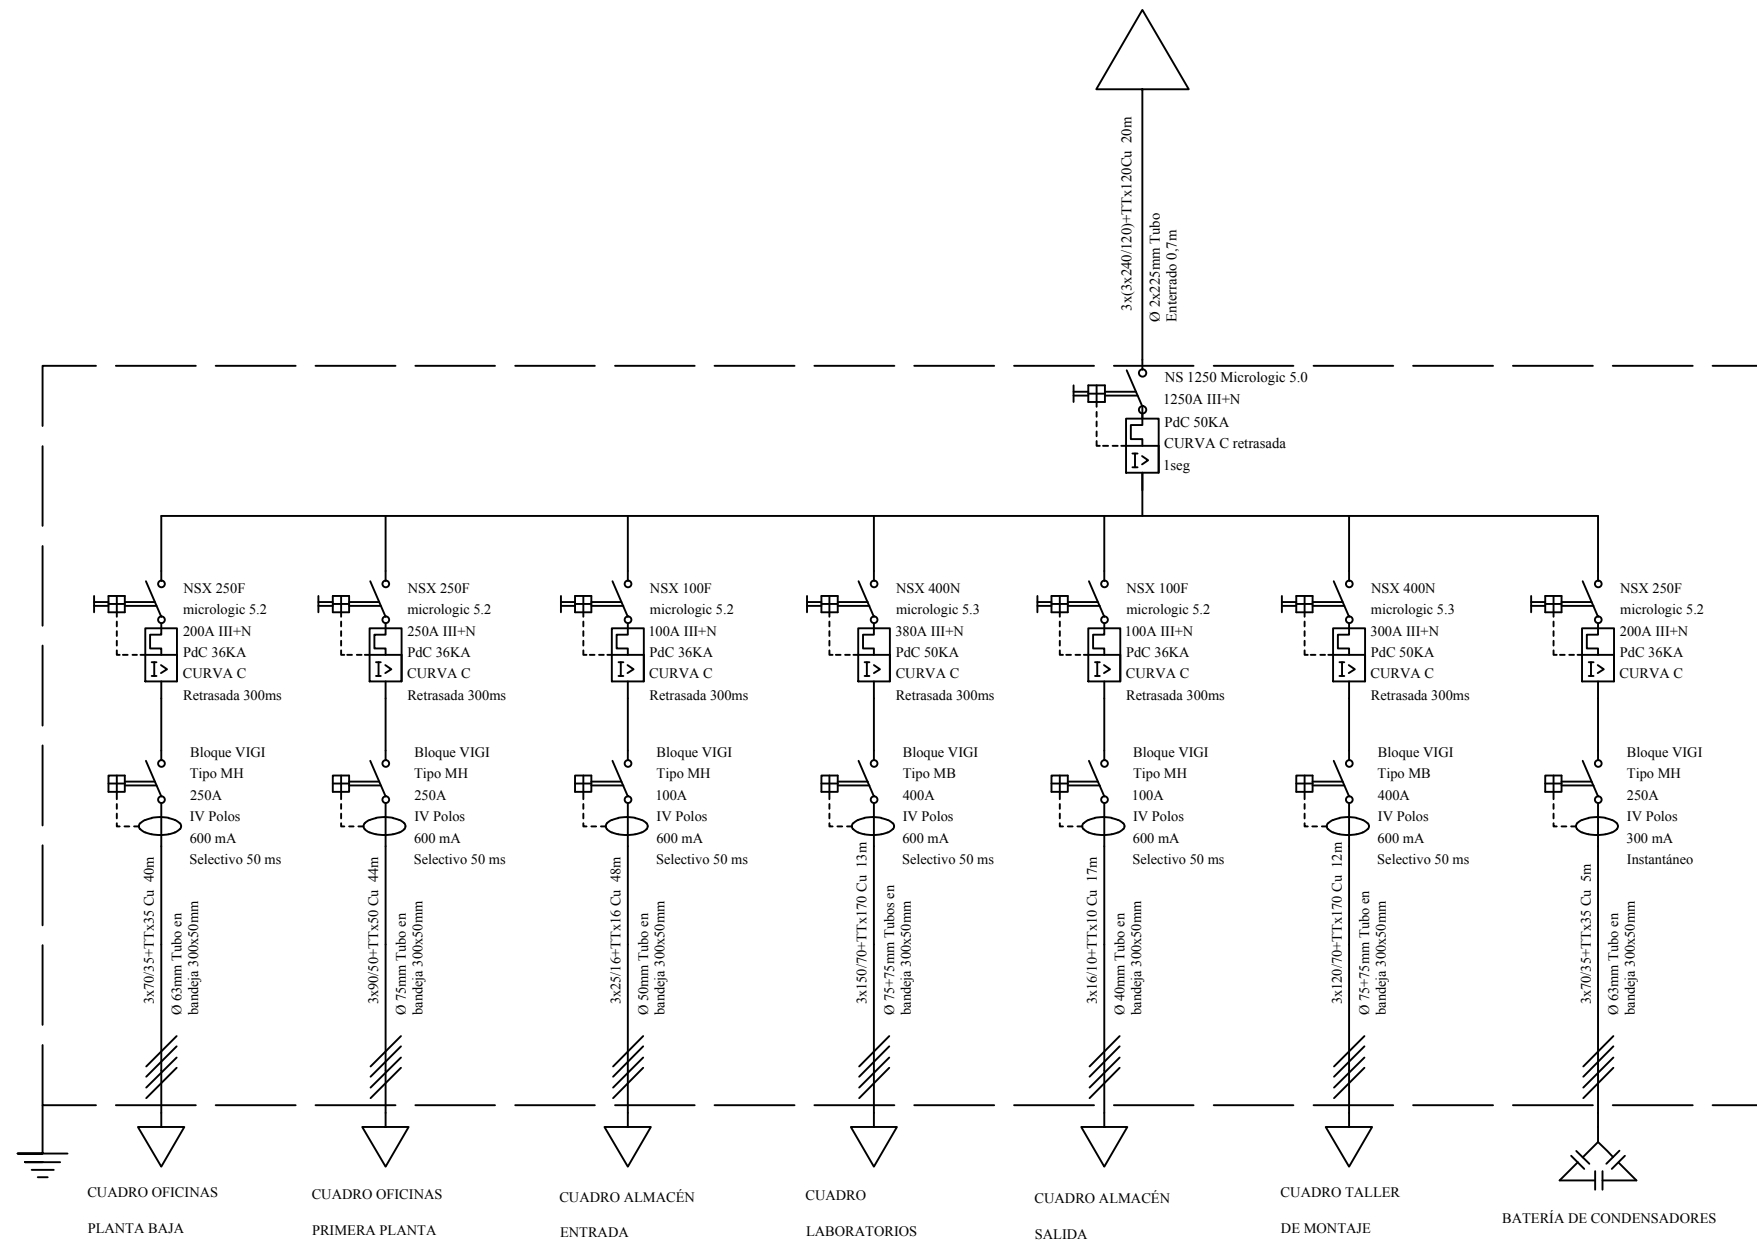 3x(3x240/120)+TTx120Cu 20m
Ø 2x225mm Tubo
Enterrado 0,7m
NS 1250 Micrologic 5.0
1250A III+N
PdC 50KA
CURVA C retrasada
1seg
I>
NSX 250F
micrologic 5.2
200A III+N
PdC 36KA
CURVA C
Retrasada 300ms
I>
Bloque VIGI
Tipo MH
250A
IV Polos
600 mA
Selectivo 50 ms
3x70/35+TTx35 Cu 40m
Ø 63mm Tubo en
bandeja 300x50mm
CUADRO OFICINAS
PLANTA BAJA
NSX 250F
micrologic 5.2
250A III+N
PdC 36KA
CURVA C
Retrasada 300ms
I>
Bloque VIGI
Tipo MH
250A
IV Polos
600 mA
Selectivo 50 ms
3x90/50+TTx50 Cu 44m
Ø 75mm Tubo en
bandeja 300x50mm
CUADRO OFICINAS
PRIMERA PLANTA
NSX 100F
micrologic 5.2
100A III+N
PdC 36KA
CURVA C
Retrasada 300ms
I>
Bloque VIGI
Tipo MH
100A
IV Polos
600 mA
Selectivo 50 ms
3x25/16+TTx16 Cu 48m
Ø 50mm Tubo en
bandeja 300x50mm
CUADRO ALMACÉN
ENTRADA
NSX 400N
micrologic 5.3
380A III+N
PdC 50KA
CURVA C
Retrasada 300ms
I>
Bloque VIGI
Tipo MB
400A
IV Polos
600 mA
Selectivo 50 ms
3x150/70+TTx170 Cu 13m
Ø 75+75mm Tubos en
bandeja 300x50mm
CUADRO
LABORATORIOS
NSX 100F
micrologic 5.2
100A III+N
PdC 36KA
CURVA C
Retrasada 300ms
I>
Bloque VIGI
Tipo MH
100A
IV Polos
600 mA
Selectivo 50 ms
3x16/10+TTx10 Cu 17m
Ø 40mm Tubo en
bandeja 300x50mm
CUADRO ALMACÉN
SALIDA
NSX 400N
micrologic 5.3
300A III+N
PdC 50KA
CURVA C
Retrasada 300ms
I>
Bloque VIGI
Tipo MB
400A
IV Polos
600 mA
Selectivo 50 ms
3x120/70+TTx170 Cu 12m
Ø 75+75mm Tubo en
bandeja 300x50mm
CUADRO TALLER
DE MONTAJE
NSX 250F
micrologic 5.2
200A III+N
PdC 36KA
CURVA C
I>
Bloque VIGI
Tipo MH
250A
IV Polos
300 mA
Instantáneo
3x70/35+TTx35 Cu 5m
Ø 63mm Tubo en
bandeja 300x50mm
BATERÍA DE CONDENSADORES